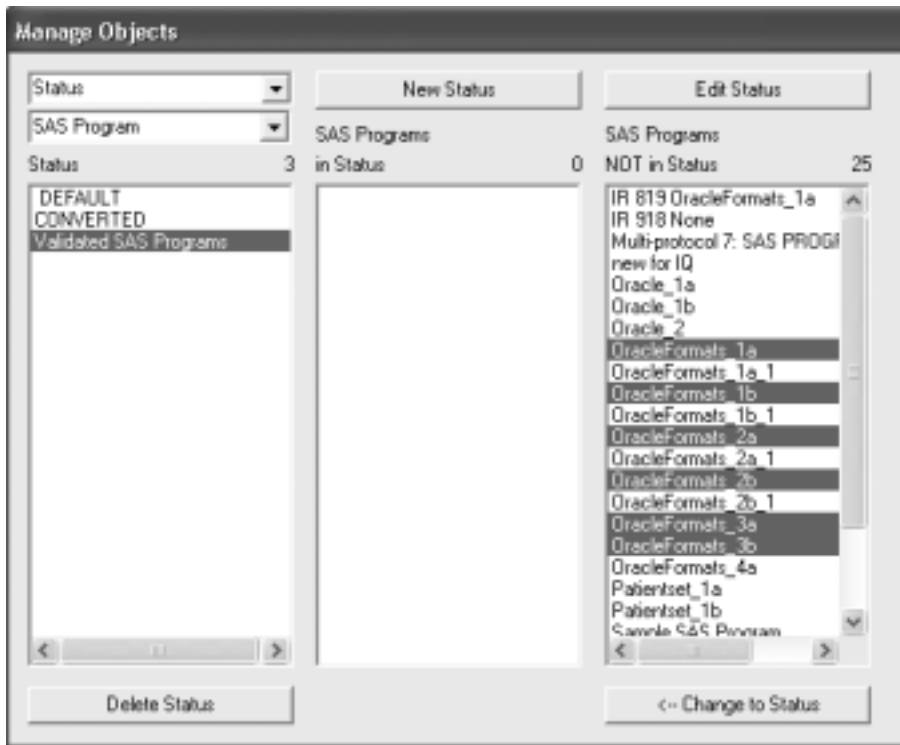 Manage Objects
Status
New Status
Edit Status
SAS Program
SAS Programs
SAS Programs
Status 3
in Status 0
NOT in Status 25
DEFAULT
CONVERTED
Validated SAS Programs
IR 819 OracleFormats_1a
IR 918 None
Multi-protocol 7: SAS PROGR
new for IQ
Oracle_1a
Oracle_1b
Oracle_2
OracleFormats_1a
OracleFormats_1a_1
OracleFormats_1b
OracleFormats_1b_1
OracleFormats_2a
OracleFormats_2a_1
OracleFormats_2b
OracleFormats_2b_1
OracleFormats_3a
OracleFormats_3b
OracleFormats_4a
Patientset_1a
Patientset_1b
Sample SAS Program
Delete Status
<-- Change to Status